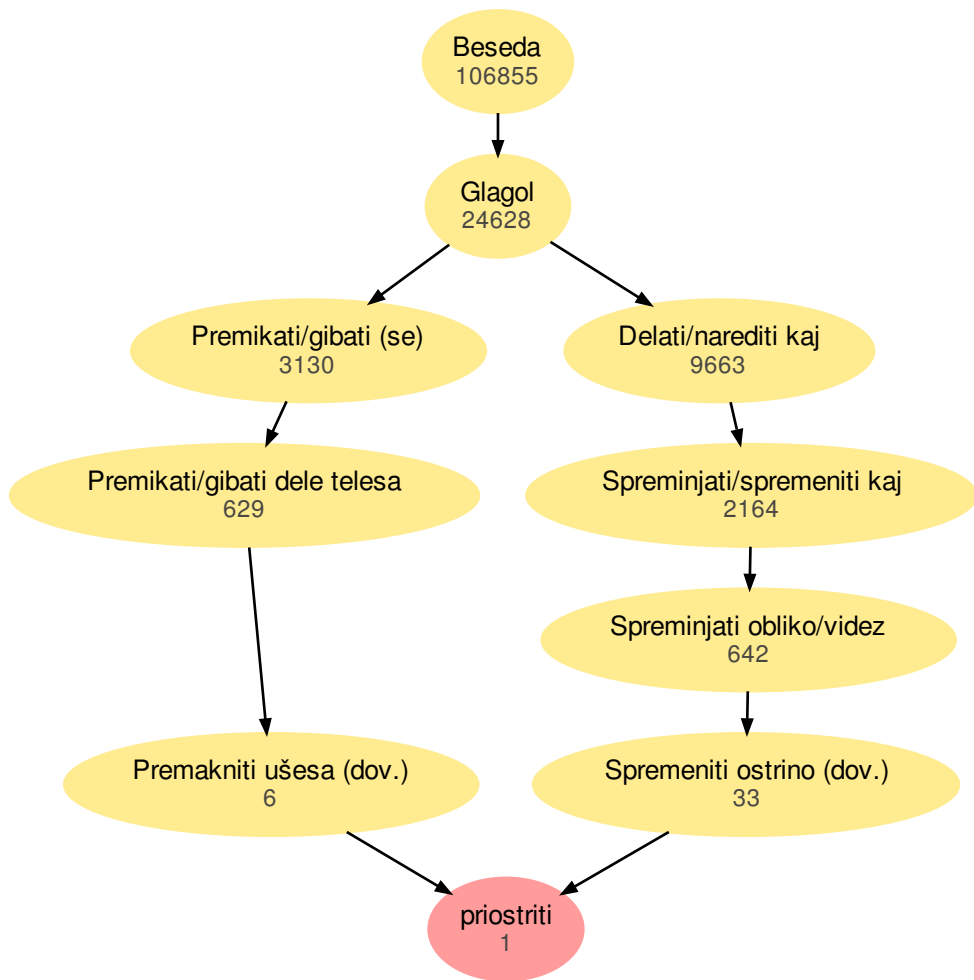 Beseda
106855
Glagol
24628
Premikati/gibati (se)
3130
Delati/narediti kaj
9663
Premikati/gibati dele telesa
629
Spreminjati/spremeniti kaj
2164
Spreminjati obliko/videz
642
Premakniti ušesa (dov.)
6
Spremeniti ostrino (dov.)
33
priostriti
1